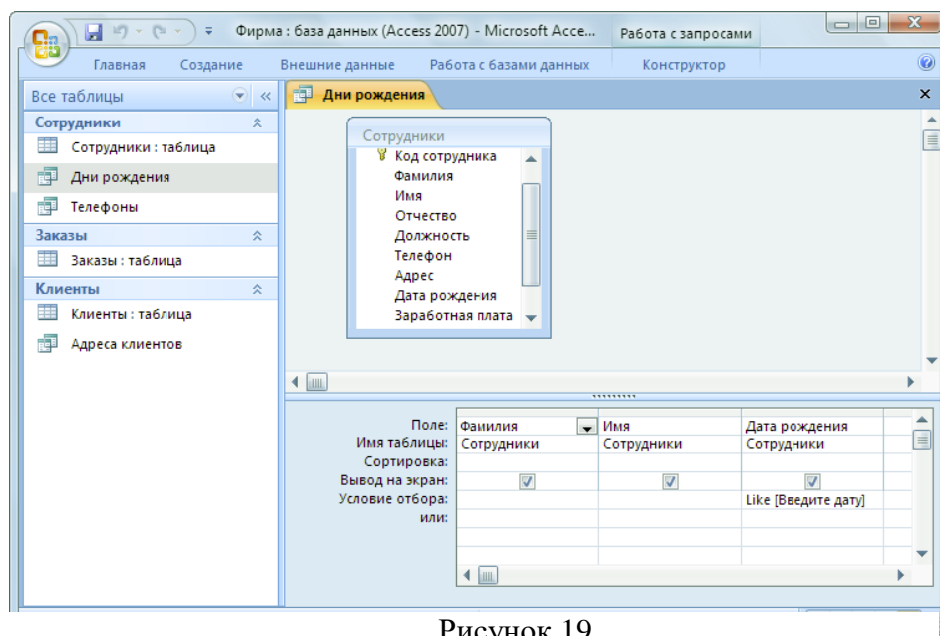 Фирма : база данных (Access 2007) - Microsoft Acce... Работа с запросами
Главная Создание Внешние данные Работа с базами данных Конструктор
Все таблицы
Сотрудники
Сотрудники : таблица
Дни рождения
Телефоны
Заказы
Заказы : таблица
Клиенты
Клиенты : таблица
Адреса клиентов
Дни рождения
Сотрудники
Код сотрудника
Фамилия
Имя
Отчество
Должность
Телефон
Адрес
Дата рождения
Заработная плата
Поле: Фамилия Имя Дата рождения
Имя таблицы: Сотрудники Сотрудники Сотрудники
Сортировка:
Вывод на экран:
Условие отбора: Like [Введите дату]
или:
Рисунок 19